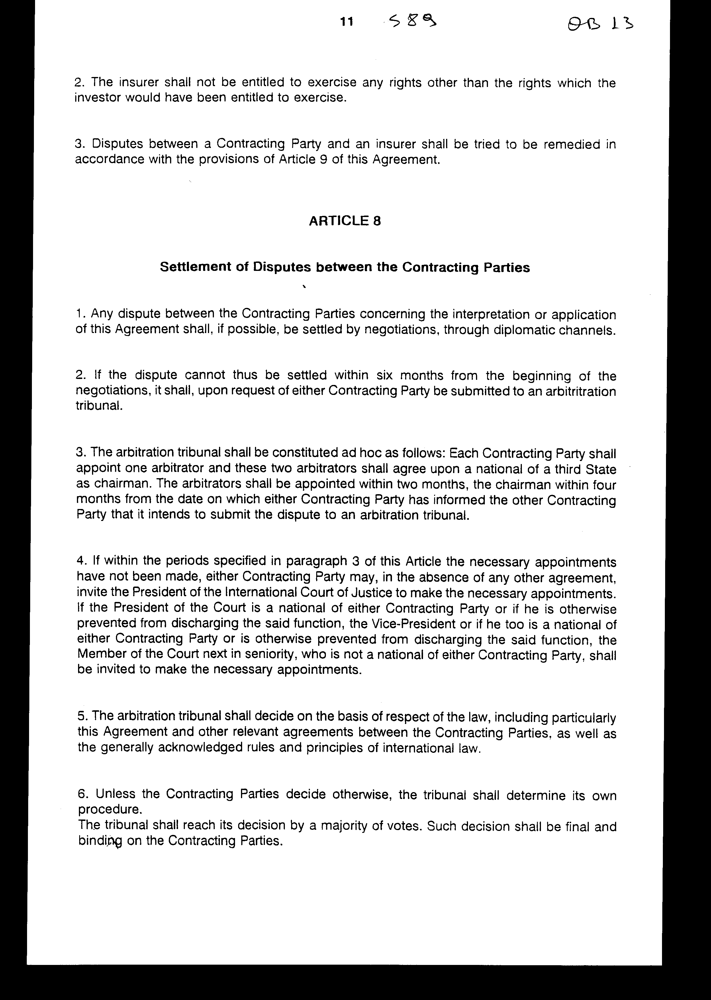 11 589 OB 13
2. The insurer shall not be entitled to exercise any rights other than the rights which the
investor would have been entitled to exercise.
3. Disputes between a Contracting Party and an insurer shall be tried to be remedied in
accordance with the provisions of Article 9 of this Agreement.
ARTICLE 8
Settlement of Disputes between the Contracting Parties
1. Any dispute between the Contracting Parties concerning the interpretation or application
of this Agreement shall, if possible, be settled by negotiations, through diplomatic channels.
2. If the dispute cannot thus be settled within six months from the beginning of the
negotiations, it shall, upon request of either Contracting Party be submitted to an arbitritration
tribunal.
3. The arbitration tribunal shall be constituted ad hoc as follows: Each Contracting Party shall
appoint one arbitrator and these two arbitrators shall agree upon a national of a third State
as chairman. The arbitrators shall be appointed within two months, the chairman within four
months from the date on which either Contracting Party has informed the other Contracting
Party that it intends to submit the dispute to an arbitration tribunal.
4. If within the periods specified in paragraph 3 of this Article the necessary appointments
have not been made, either Contracting Party may, in the absence of any other agreement,
invite the President of the International Court of Justice to make the necessary appointments.
If the President of the Court is a national of either Contracting Party or if he is otherwise
prevented from discharging the said function, the Vice-President or if he too is a national of
either Contracting Party or is otherwise prevented from discharging the said function, the
Member of the Court next in seniority, who is not a national of either Contracting Party, shall
be invited to make the necessary appointments.
5. The arbitration tribunal shall decide on the basis of respect of the law, including particularly
this Agreement and other relevant agreements between the Contracting Parties, as well as
the generally acknowledged rules and principles of international law.
6. Unless the Contracting Parties decide otherwise, the tribunal shall determine its own
procedure.
The tribunal shall reach its decision by a majority of votes. Such decision shall be final and
binding on the Contracting Parties.